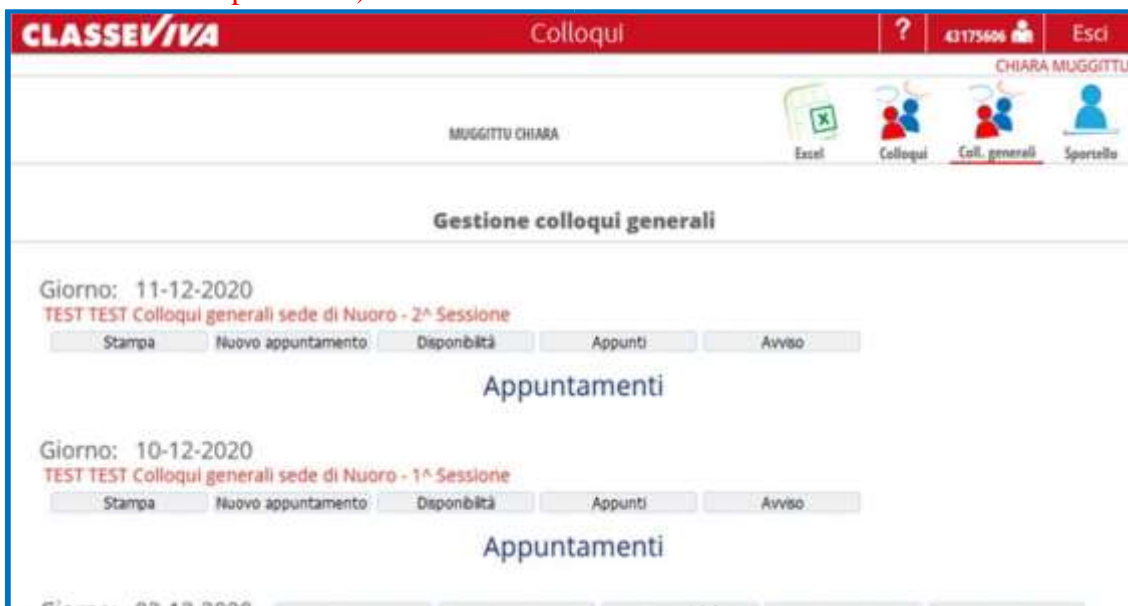 CLASSEVIVA Colloqui ? 43175606 Esci
CHIARA MUGGITTU
MUGGITTU CHIARA
Excel Colloqui Coll. generali Sportello
Gestione colloqui generali
Giorno: 11-12-2020
TEST TEST Colloqui generali sede di Nuoro - 2^ Sessione
Stampa Nuovo appuntamento Disponibiltà Appunti Avviso
Appuntamenti
Giorno: 10-12-2020
TEST TEST Colloqui generali sede di Nuoro - 1^ Sessione
Stampa Nuovo appuntamento Disponibiltà Appunti Avviso
Appuntamenti